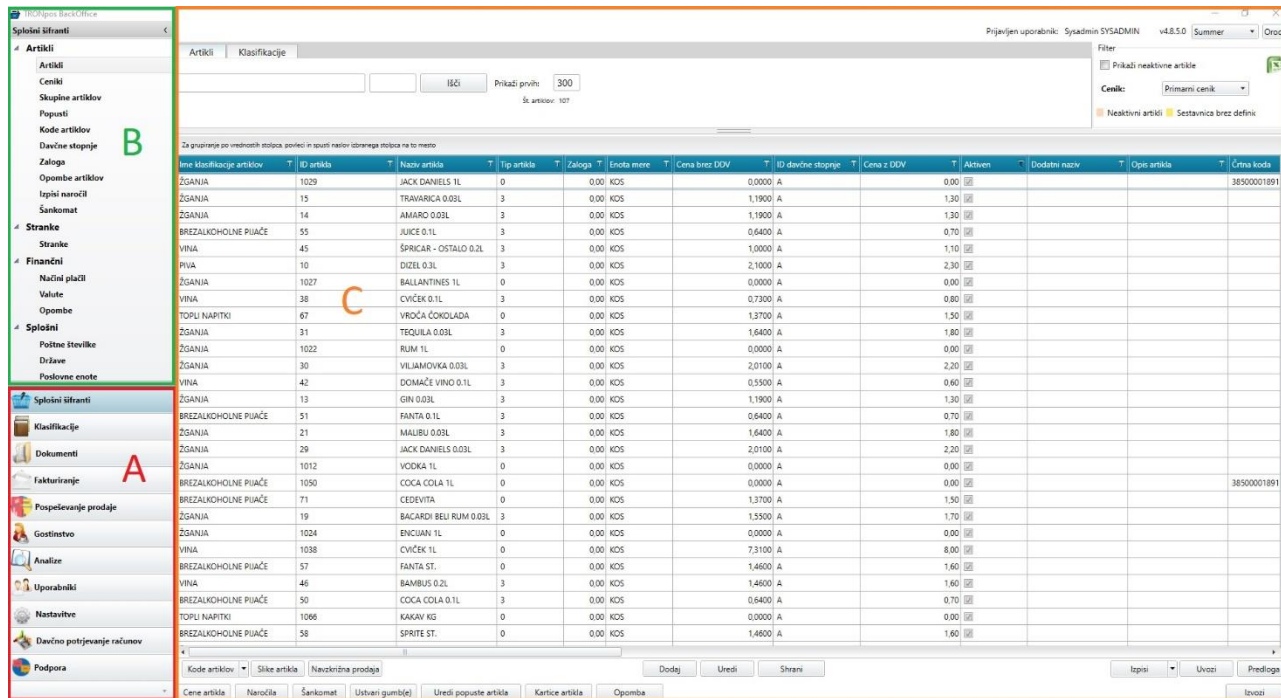 TRONpos BackOffice
Prijavljen uporabnik: Sysadmin SYSADMIN v4.8.5.0 Summer Oroc
Splošni šifranti
Artikli
Artikli
Ceniki
Skupine artiklov
Popusti
Kode artiklov
Davčne stopnje
Zaloga
Opombe artiklov
Izpisi naročil
Šankomat
Stranke
Stranke
Finančni
Načini plačil
Valute
Opombe
Splošni
Poštne številke
Države
Poslovne enote
B
Splošni šifranti
Klasifikacije
Dokumenti
Fakturiranje
Pospeševanje prodaje
Gostinstvo
Analize
Uporabniki
Nastavitve
Davčno potrjevanje računov
Podpora
A
Artikli Klasifikacije
Išči Prikaži prvih: 300
Št. artiklov: 107
Filter
Prikaži neaktivne artikle
Cenik: Primarni cenik
Neaktivni artikli Sestavnica brez definic
Za grupiranje po vrednostih stolpca, povleci in spusti naslov izbranega stolpca na to mesto
Ime klasifikacije artiklov ID artikla Naziv artikla Tip artikla Zaloga Enota mere Cena brez DDV ID davčne stopnje Cena z DDV Aktiven Dodatni naziv Opis artikla Črtna koda
ŽGANJA 1029 JACK DANIELS 1L 0 0,00 KOS 0,0000 A 0,00 38500001891
ŽGANJA 15 TRAVARICA 0.03L 3 0,00 KOS 1,1900 A 1,30
ŽGANJA 14 AMARO 0.03L 3 0,00 KOS 1,1900 A 1,30
BREZALKOHOLNE PIJAČE 55 JUICE 0.1L 3 0,00 KOS 0,6400 A 0,70
VINA 45 ŠPRICAR - OSTALO 0.2L 3 0,00 KOS 1,0000 A 1,10
PIVA 10 DIZEL 0.3L 3 0,00 KOS 2,1000 A 2,30
ŽGANJA 1027 BALLANTINES 1L 0 0,00 KOS 0,0000 A 0,00
VINA 38 CVIČEK 0.1L 3 0,00 KOS 0,7300 A 0,80
TOPLI NAPITKI 67 VROČA ČOKOLADA 0 0,00 KOS 1,3700 A 1,50
ŽGANJA 31 TEQUILA 0.03L 3 0,00 KOS 1,6400 A 1,80
ŽGANJA 1022 RUM 1L 0 0,00 KOS 0,0000 A 0,00
ŽGANJA 30 VILJAMOVKA 0.03L 3 0,00 KOS 2,0100 A 2,20
VINA 42 DOMAČE VINO 0.1L 3 0,00 KOS 0,5500 A 0,60
ŽGANJA 13 GIN 0.03L 3 0,00 KOS 1,1900 A 1,30
BREZALKOHOLNE PIJAČE 51 FANTA 0.1L 3 0,00 KOS 0,6400 A 0,70
ŽGANJA 21 MALIBU 0.03L 3 0,00 KOS 1,6400 A 1,80
ŽGANJA 29 JACK DANIELS 0.03L 3 0,00 KOS 2,0100 A 2,20
ŽGANJA 1012 VODKA 1L 0 0,00 KOS 0,0000 A 0,00
BREZALKOHOLNE PIJAČE 1050 COCA COLA 1L 0 0,00 KOS 0,0000 A 0,00 38500001891
BREZALKOHOLNE PIJAČE 71 CEDEVITA 0 0,00 KOS 1,3700 A 1,50
ŽGANJA 19 BACARDI BELI RUM 0.03L 3 0,00 KOS 1,5500 A 1,70
ŽGANJA 1024 ENCIJAN 1L 0 0,00 KOS 0,0000 A 0,00
VINA 1038 CVIČEK 1L 0 0,00 KOS 7,3100 A 8,00
BREZALKOHOLNE PIJAČE 57 FANTA ST. 0 0,00 KOS 1,4600 A 1,60
VINA 46 BAMBUS 0.2L 3 0,00 KOS 1,4600 A 1,60
BREZALKOHOLNE PIJAČE 50 COCA COLA 0.1L 3 0,00 KOS 0,6400 A 0,70
TOPLI NAPITKI 1066 KAKAV KG 0 0,00 KOS 0,0000 A 0,00
BREZALKOHOLNE PIJAČE 58 SPRITE ST. 0 0,00 KOS 1,4600 A 1,60
C
Kode artiklov Slike artikla Navzkrižna prodaja Dodaj Uredi Shrani Izpisi Uvozi Predloga
Cene artikla Naročila Šankomat Ustvari gumb(e) Uredi popuste artikla Kartice artikla Opomba Izvozi